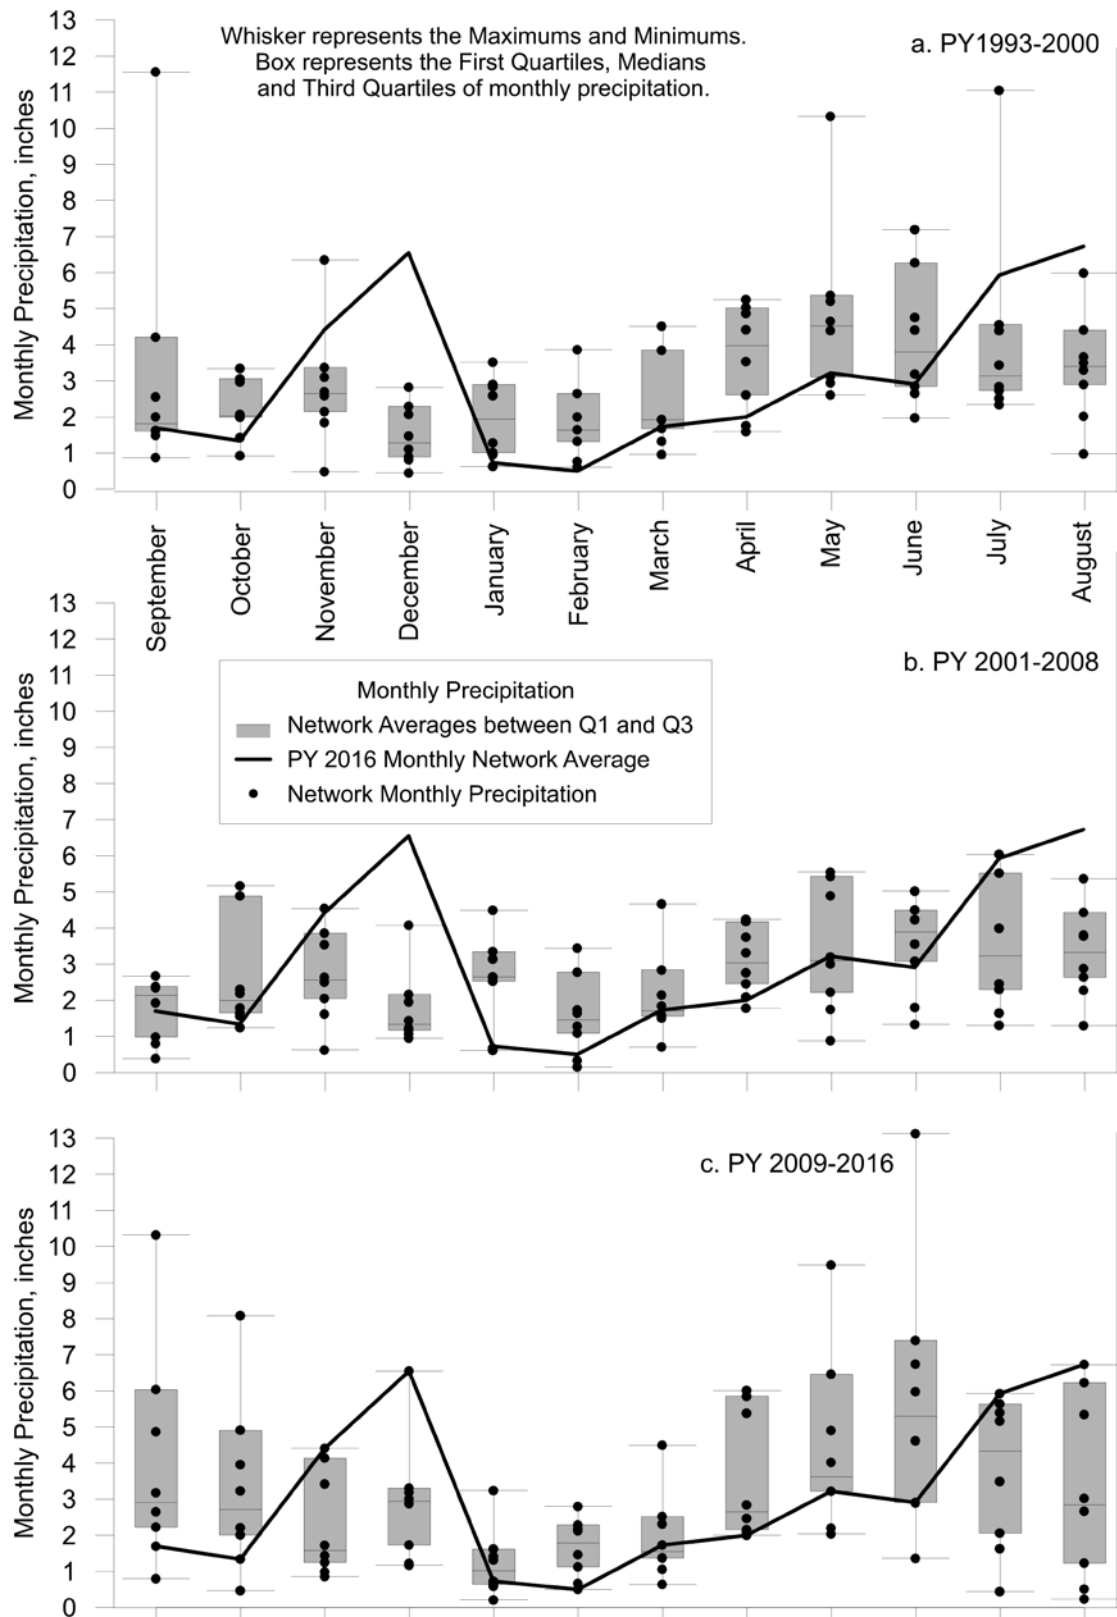 Whisker represents the Maximums and Minimums.
Box represents the First Quartiles, Medians
and Third Quartiles of monthly precipitation.
a. PY1993-2000
Monthly Precipitation, inches
13
12
11
10
9
8
7
6
5
4
3
2
1
0
September
October
November
December
January
February
March
April
May
June
July
August
b. PY 2001-2008
Monthly Precipitation, inches
13
12
11
10
9
8
7
6
5
4
3
2
1
0
Monthly Precipitation
Network Averages between Q1 and Q3
PY 2016 Monthly Network Average
Network Monthly Precipitation
c. PY 2009-2016
Monthly Precipitation, inches
13
12
11
10
9
8
7
6
5
4
3
2
1
0